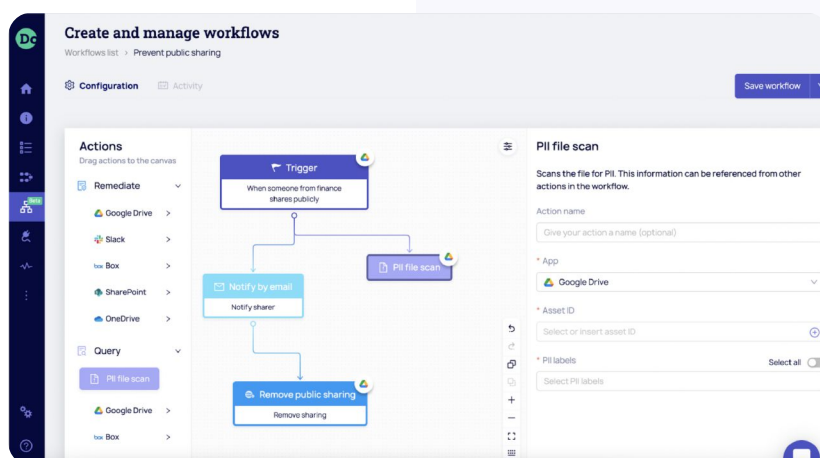 Create and manage workflows
Workflows list > Prevent public sharing
Configuration
Activity
Save workflow
Actions
Drag actions to the canvas
Remediate
Google Drive
Slack
box Box
SharePoint
OneDrive
Query
PII file scan
Google Drive
box Box
Beta
Dc
Trigger
When someone from finance
shares publicly
PII file scan
Notify by email
Notify sharer
Remove public sharing
Remove sharing
PII file scan
Scans the file for PII. This information can be referenced from other
actions in the workflow.
Action name
Give your action a name (optional)
* App
Google Drive
* Asset ID
Select or insert asset ID
* PII labels
Select all
Select PII labels